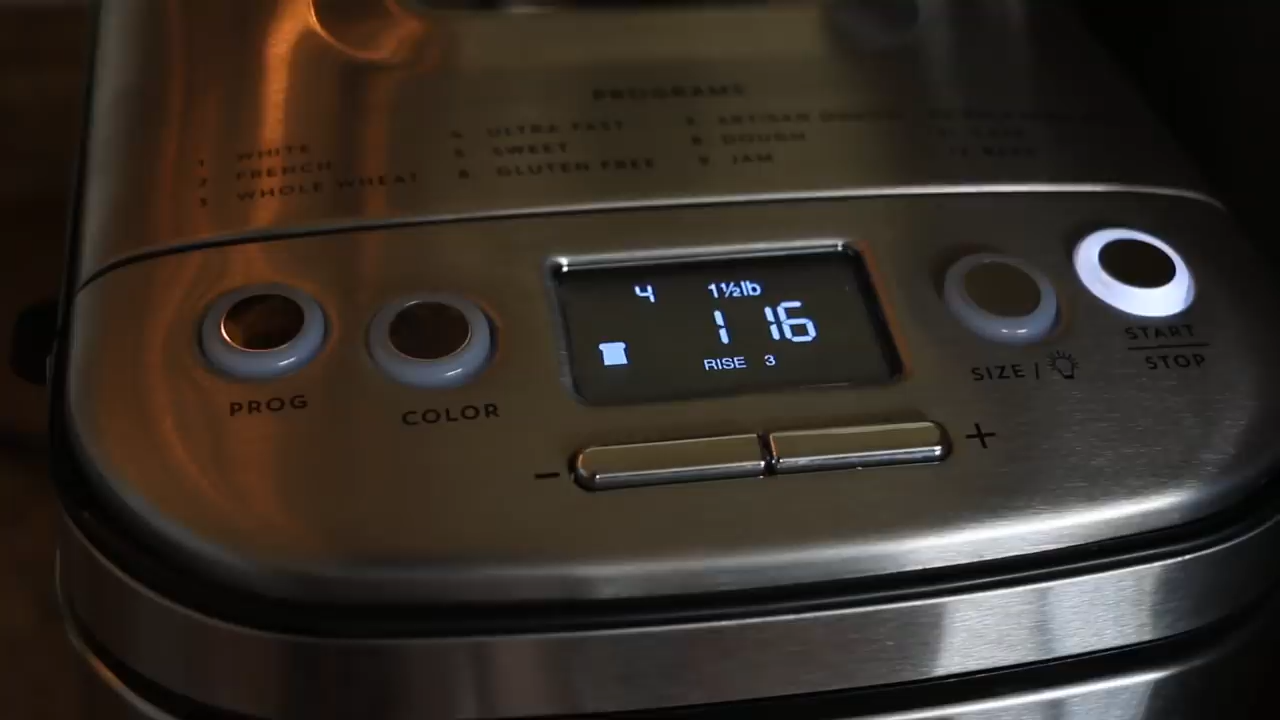 PROGRAMS
1 WHITE
2 FRENCH
3 WHOLE WHEAT
4 ULTRA FAST
5 SWEET
6 GLUTEN FREE
ARTISAN DOUGH
8 DOUGH
9 JAM
4 1½lb
1 16
RISE 3
PROG
COLOR
SIZE /
START
STOP
- +